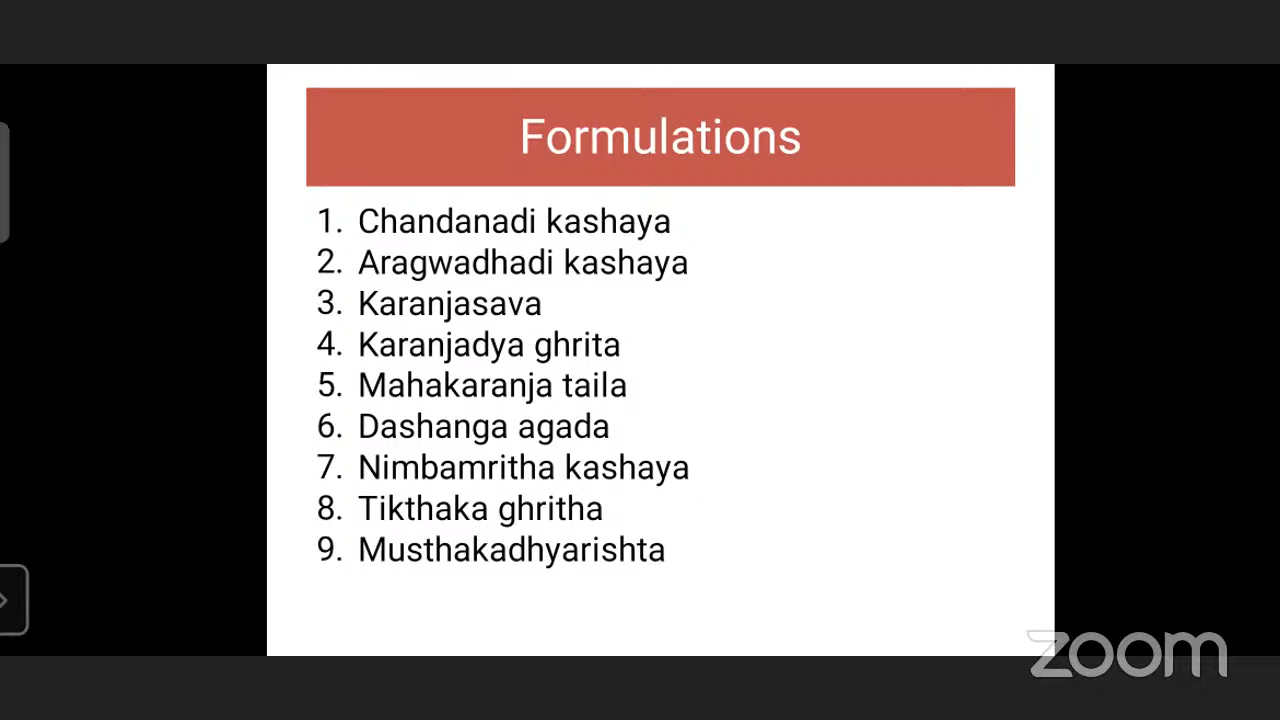 Formulations
1. Chandanadi kashaya
2. Aragwadhadi kashaya
3. Karanjasava
4. Karanjadya ghrita
5. Mahakaranja taila
6. Dashanga agada
7. Nimbamritha kashaya
8. Tikthaka ghritha
9. Musthakadhyarishta
zoom